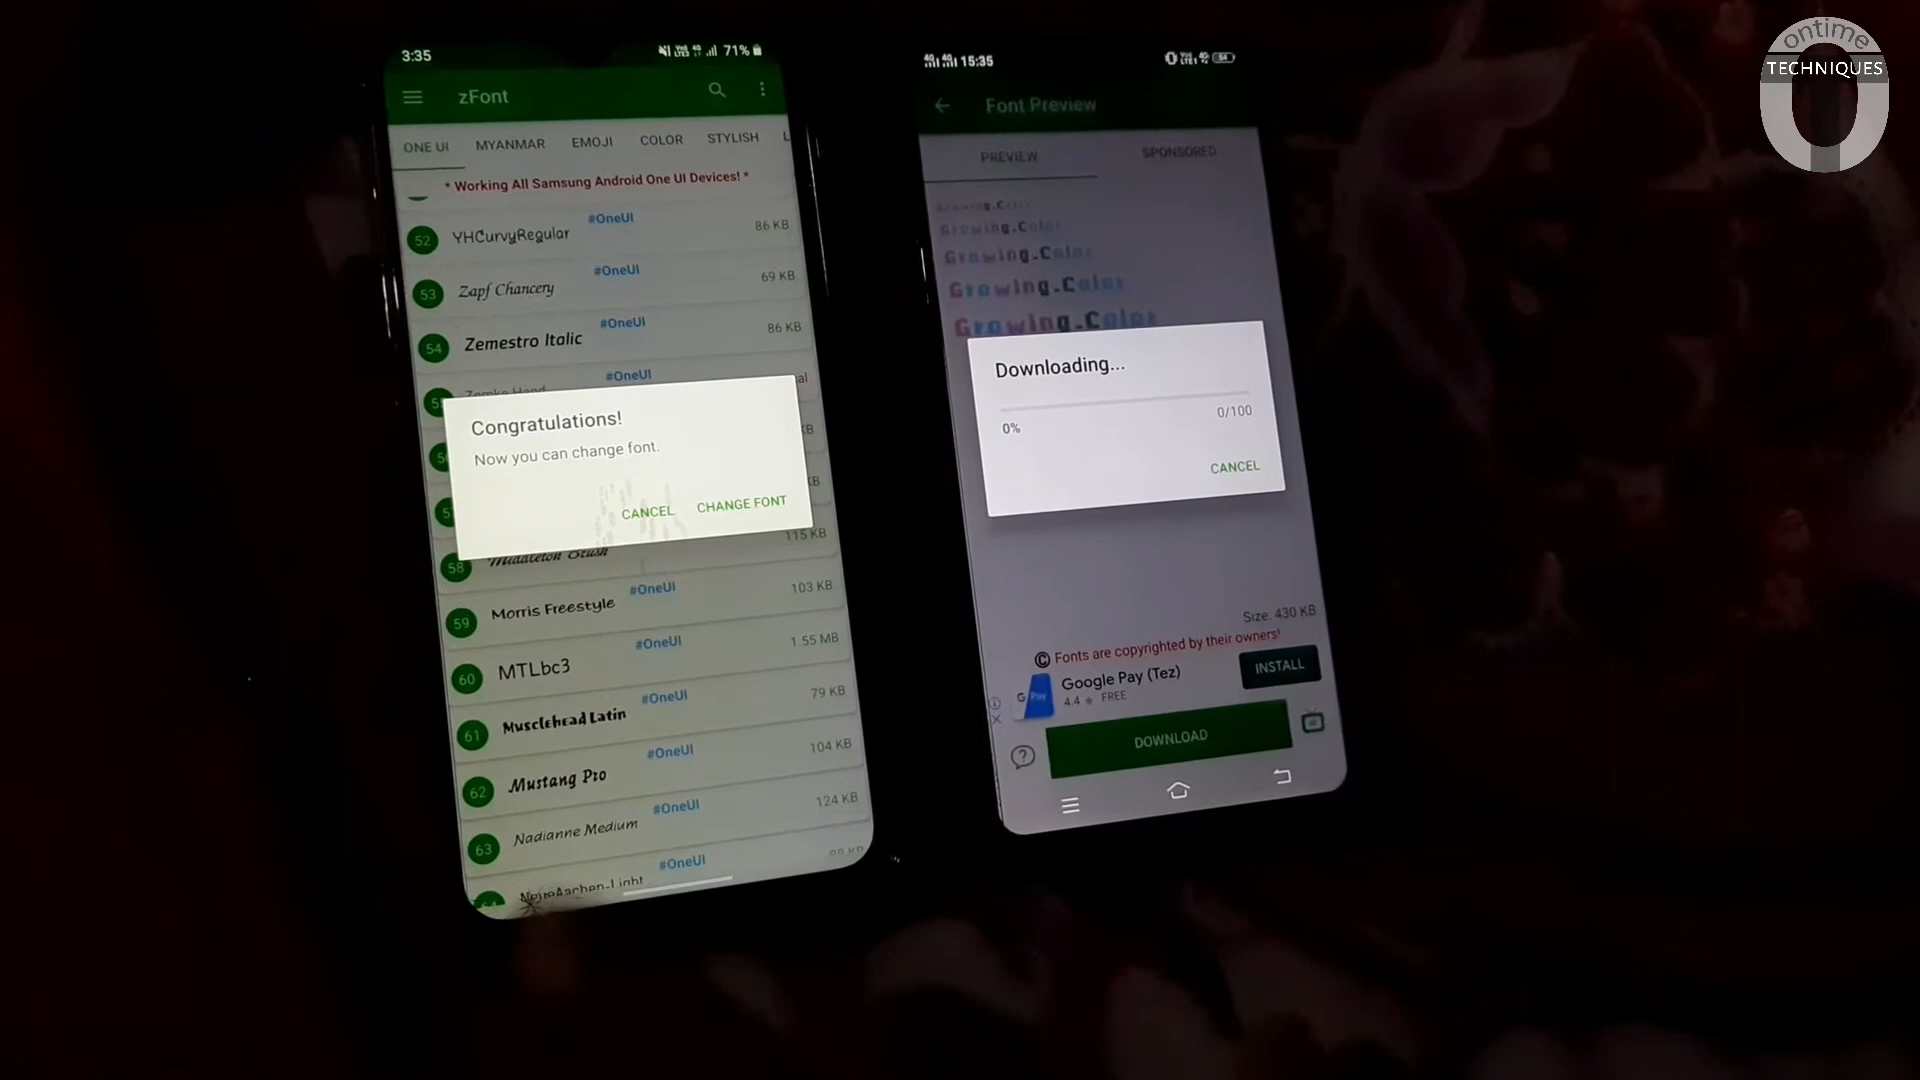 ontime
TECHNIQUES
3:35
71%
zFont
ONE UI
MYANMAR
EMOJI
COLOR
STYLISH
L
* Working All Samsung Android One UI Devices! *
#OneUI
52 YHCurvyRegular 86 KB
#OneUI
53 Zapf Chancery 69 KB
#OneUI
54 Zemestro Italic 86 KB
#OneUI
Congratulations!
Now you can change font.
CANCEL
CHANGE FONT
58 Middleton Brush 115 KB
#OneUI
59 Morris Freestyle 103 KB
#OneUI
60 MTLbc3 1.55 MB
#OneUI
61 Musclehead Latin 79 KB
#OneUI
62 Mustang Pro 104 KB
#OneUI
63 Nadianne Medium 124 KB
#OneUI
15:35
54
Font Preview
PREVIEW
SPONSORED
Growing.Color
Growing.Color
Growing.Color
Growing.Color
Growing.Color
Downloading...
0%
0/100
CANCEL
Size: 430 KB
© Fonts are copyrighted by their owners!
G Pay
Google Pay (Tez)
4.4 ★ FREE
INSTALL
DOWNLOAD